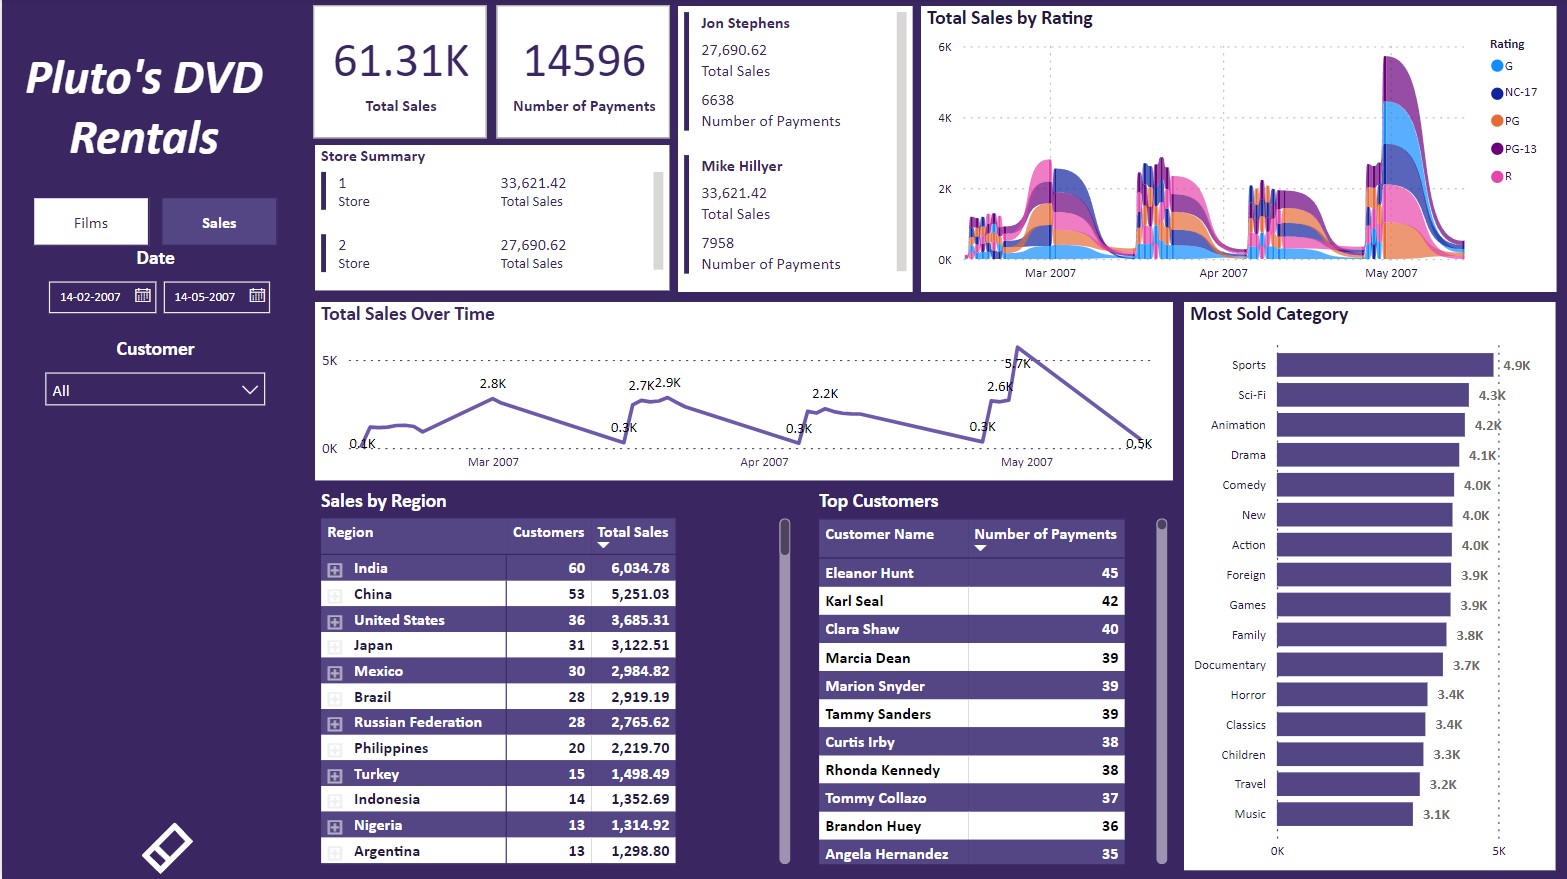 Pluto's DVD
Rentals
Films
Sales
Date
14-02-2007
14-05-2007
Customer
All
61.31K
Total Sales
14596
Number of Payments
Store Summary
1
33,621.42
Store
Total Sales
2
27,690.62
Store
Total Sales
Jon Stephens
27,690.62
Total Sales
6638
Number of Payments
Mike Hillyer
33,621.42
Total Sales
7958
Number of Payments
Total Sales by Rating
6K
4K
2K
0K
Mar 2007
Apr 2007
May 2007
Rating
G
NC-17
PG
PG-13
R
Total Sales Over Time
5K
0K
0.1K
2.8K
0.3K
2.7K
2.9K
0.3K
2.2K
0.3K
2.6K
5.7K
0.5K
Mar 2007
Apr 2007
May 2007
Sales by Region
Region Customers Total Sales
India 60 6,034.78
China 53 5,251.03
United States 36 3,685.31
Japan 31 3,122.51
Mexico 30 2,984.82
Brazil 28 2,919.19
Russian Federation 28 2,765.62
Philippines 20 2,219.70
Turkey 15 1,498.49
Indonesia 14 1,352.69
Nigeria 13 1,314.92
Argentina 13 1,298.80
Top Customers
Customer Name Number of Payments
Eleanor Hunt 45
Karl Seal 42
Clara Shaw 40
Marcia Dean 39
Marion Snyder 39
Tammy Sanders 39
Curtis Irby 38
Rhonda Kennedy 38
Tommy Collazo 37
Brandon Huey 36
Angela Hernandez 35
Most Sold Category
Sports 4.9K
Sci-Fi 4.3K
Animation 4.2K
Drama 4.1K
Comedy 4.0K
New 4.0K
Action 4.0K
Foreign 3.9K
Games 3.9K
Family 3.8K
Documentary 3.7K
Horror 3.4K
Classics 3.4K
Children 3.3K
Travel 3.2K
Music 3.1K
0K
5K